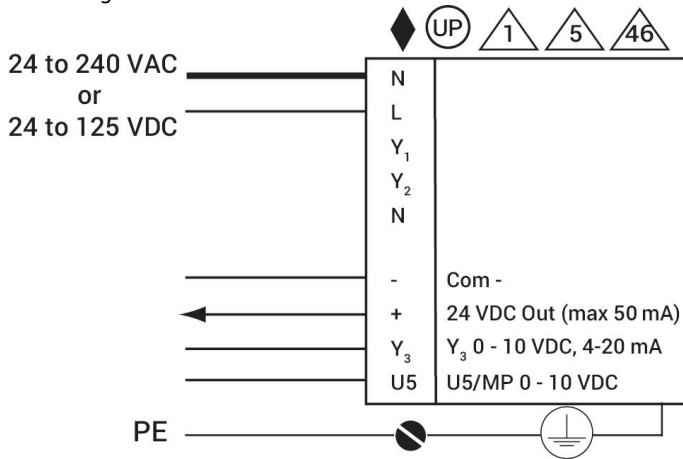 UP 1 5 46
24 to 240 VAC
or
24 to 125 VDC
N
L
Y1
Y2
N
- Com -
+ 24 VDC Out (max 50 mA)
Y3 Y3 0 - 10 VDC, 4-20 mA
U5 U5/MP 0 - 10 VDC
PE